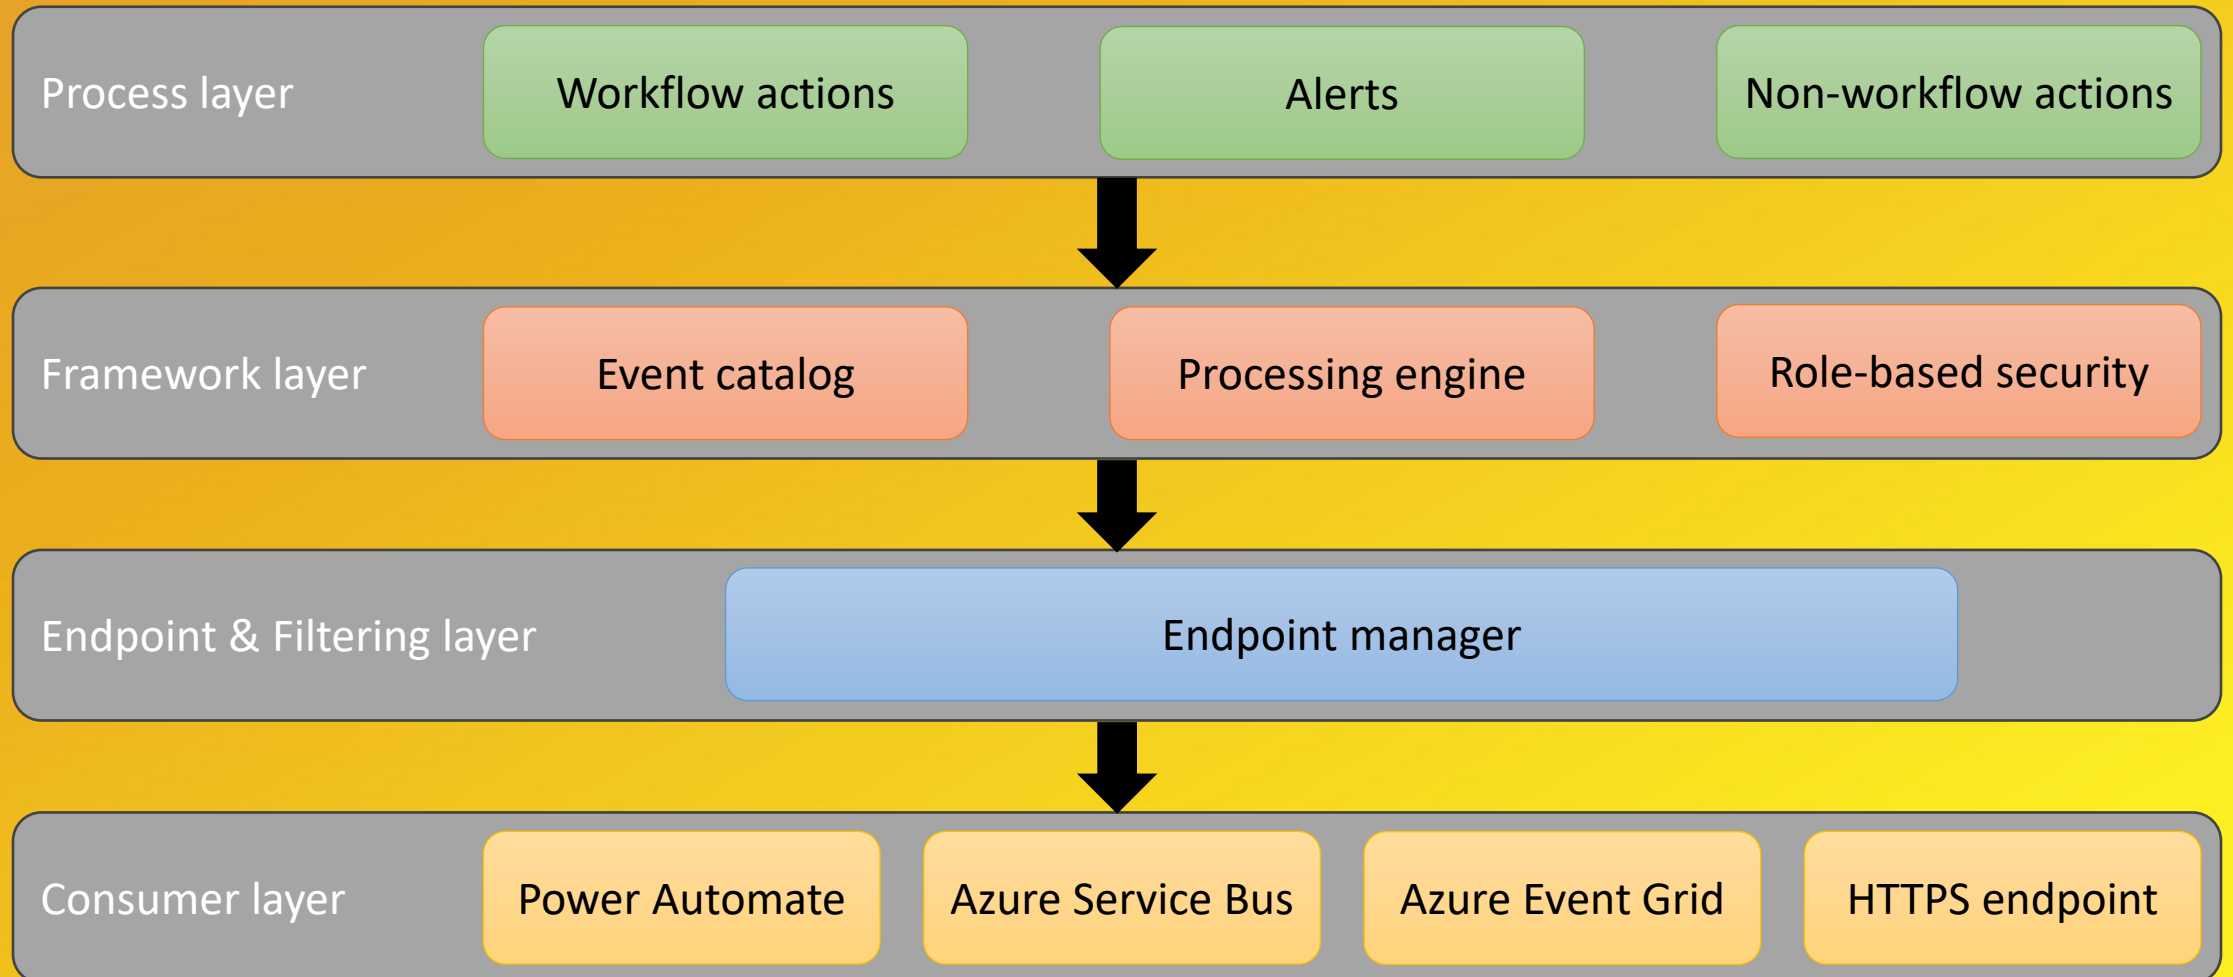 Process layer
Workflow actions
Alerts
Non-workflow actions
Framework layer
Event catalog
Processing engine
Role-based security
Endpoint & Filtering layer
Endpoint manager
Consumer layer
Power Automate
Azure Service Bus
Azure Event Grid
HTTPS endpoint